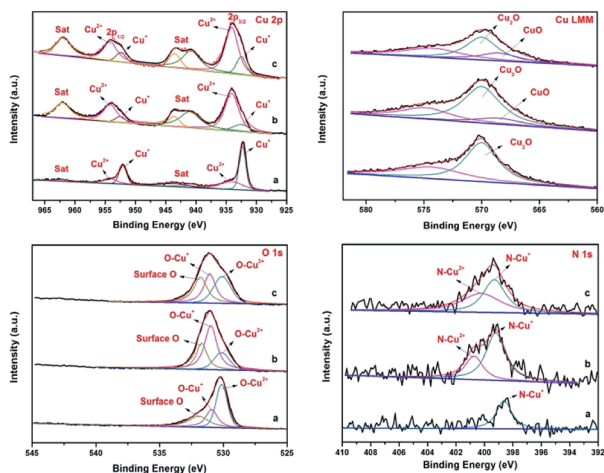 Cu 2p
Cu²⁺ 2p₁/₂
Cu⁺
Sat
Sat
Cu²⁺
2p₃/₂
Cu⁺
c
Sat
Cu²⁺
Cu⁺
Sat
Cu²⁺
Cu⁺
b
Sat
Cu²⁺
Cu⁺
Sat
Cu²⁺
Cu⁺
a
Intensity (a.u.)
965 960 955 950 945 940 935 930 925
Binding Energy (eV)
Cu LMM
Cu₂O
CuO
Cu₂O
CuO
Cu₂O
Intensity (a.u.)
580 575 570 565 560
Binding Energy (eV)
O 1s
O-Cu⁺
O-Cu²⁺
Surface O
c
O-Cu⁺
Surface O
O-Cu²⁺
b
O-Cu⁺
O-Cu²⁺
Surface O
a
Intensity (a.u.)
545 540 535 530 525
Binding Energy (eV)
N 1s
N-Cu⁺
N-Cu²⁺
c
N-Cu⁺
N-Cu²⁺
b
N-Cu⁺
a
Intensity (a.u.)
410 408 406 404 402 400 398 396 394 392
Binding Energy (eV)